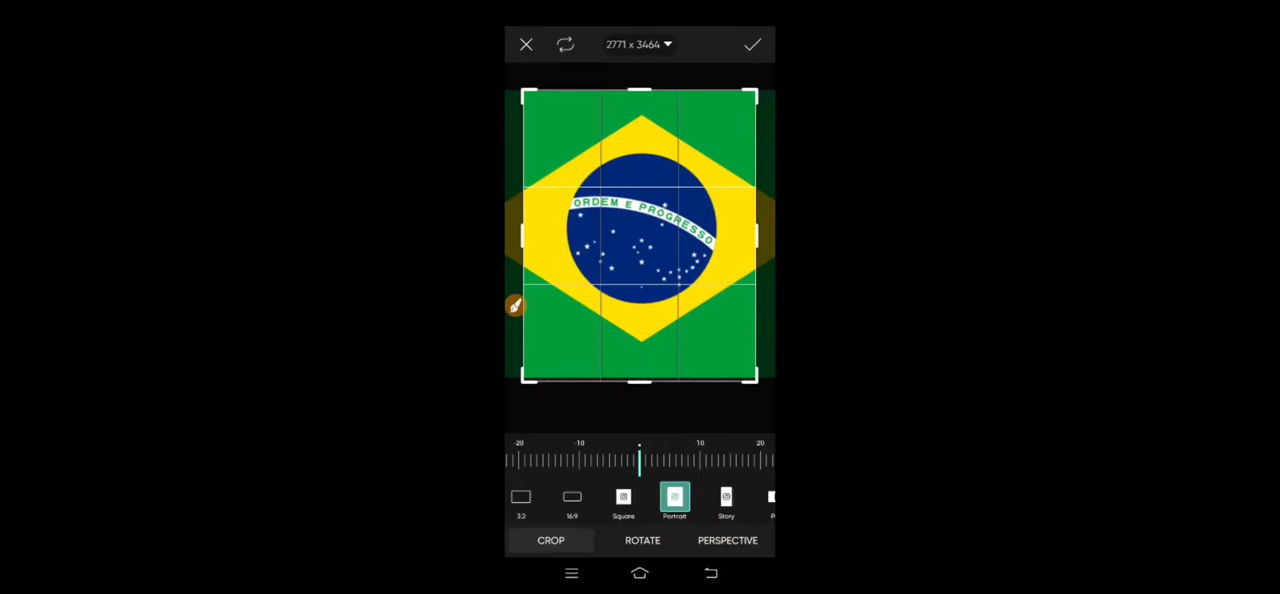 2771 x 3464
ORDEM E PROGRESSO
-20 -10 10 20
3:2 16:9 Square Portrait Story
CROP ROTATE PERSPECTIVE